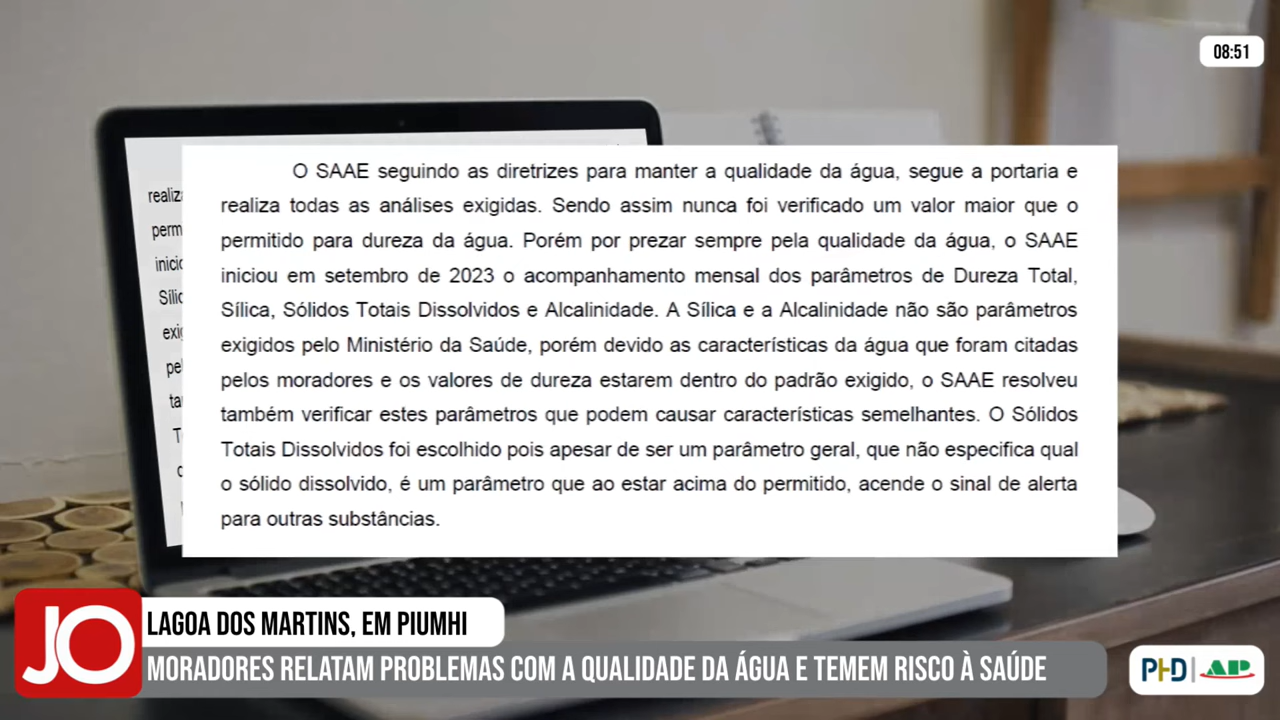 08:51
O SAAE seguindo as diretrizes para manter a qualidade da água, segue a portaria e
realiza todas as análises exigidas. Sendo assim nunca foi verificado um valor maior que o
permitido para dureza da água. Porém por prezar sempre pela qualidade da água, o SAAE
iniciou em setembro de 2023 o acompanhamento mensal dos parâmetros de Dureza Total,
Sílica, Sólidos Totais Dissolvidos e Alcalinidade. A Sílica e a Alcalinidade não são parâmetros
exigidos pelo Ministério da Saúde, porém devido as características da água que foram citadas
pelos moradores e os valores de dureza estarem dentro do padrão exigido, o SAAE resolveu
também verificar estes parâmetros que podem causar características semelhantes. O Sólidos
Totais Dissolvidos foi escolhido pois apesar de ser um parâmetro geral, que não especifica qual
o sólido dissolvido, é um parâmetro que ao estar acima do permitido, acende o sinal de alerta
para outras substâncias.
JO
LAGOA DOS MARTINS, EM PIUMHI
MORADORES RELATAM PROBLEMAS COM A QUALIDADE DA ÁGUA E TEMEM RISCO À SAÚDE
PHD | AP